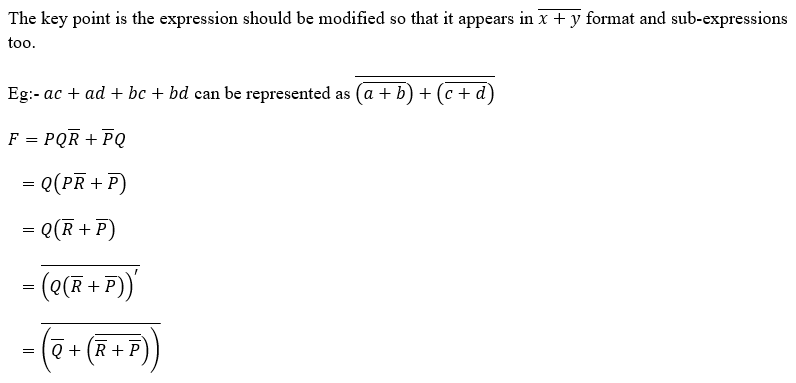 The key point is the expression should be modified so that it appears in $\overline{x + y}$ format and sub-expressions
too.
Eg:- $ac + ad + bc + bd$ can be represented as $\overline{(\overline{a + b}) + (\overline{c + d})}$
$F = PQ\overline{R} + \overline{P}Q$
$= Q(P\overline{R} + \overline{P})$
$= Q(\overline{R} + \overline{P})$
$= \overline{(Q(\overline{R} + \overline{P}))'}$
$= \overline{\left(\overline{Q} + \left(\overline{\overline{R} + \overline{P}}\right)\right)}$